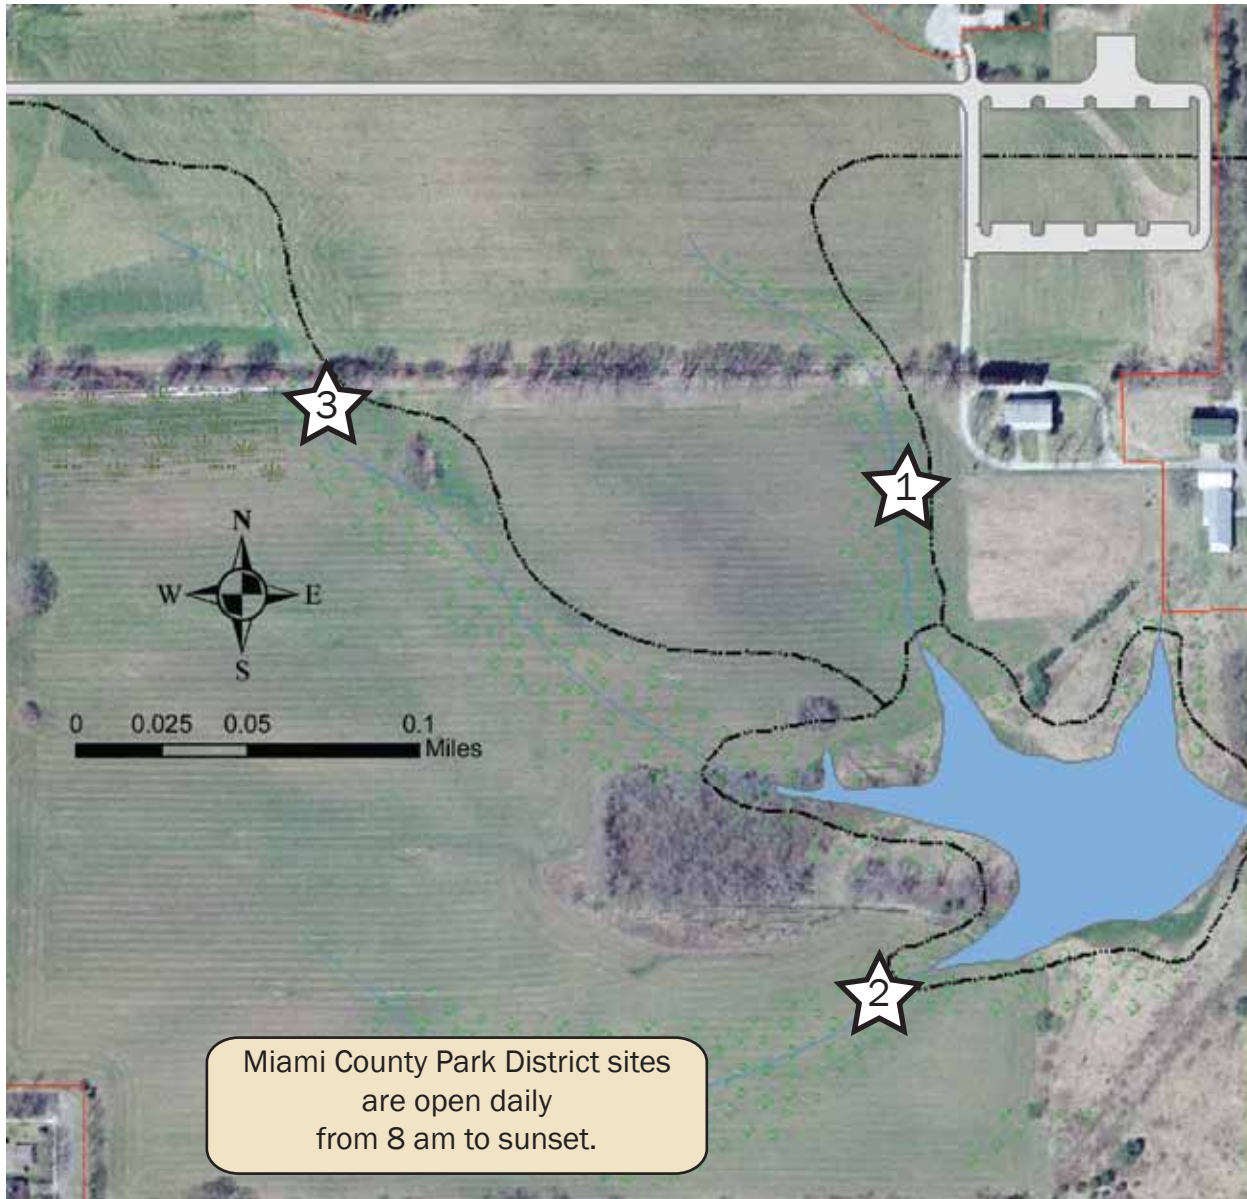 3
1
N
W E
S
0 0.025 0.05 0.1
Miles
2
Miami County Park District sites
are open daily
from 8 am to sunset.